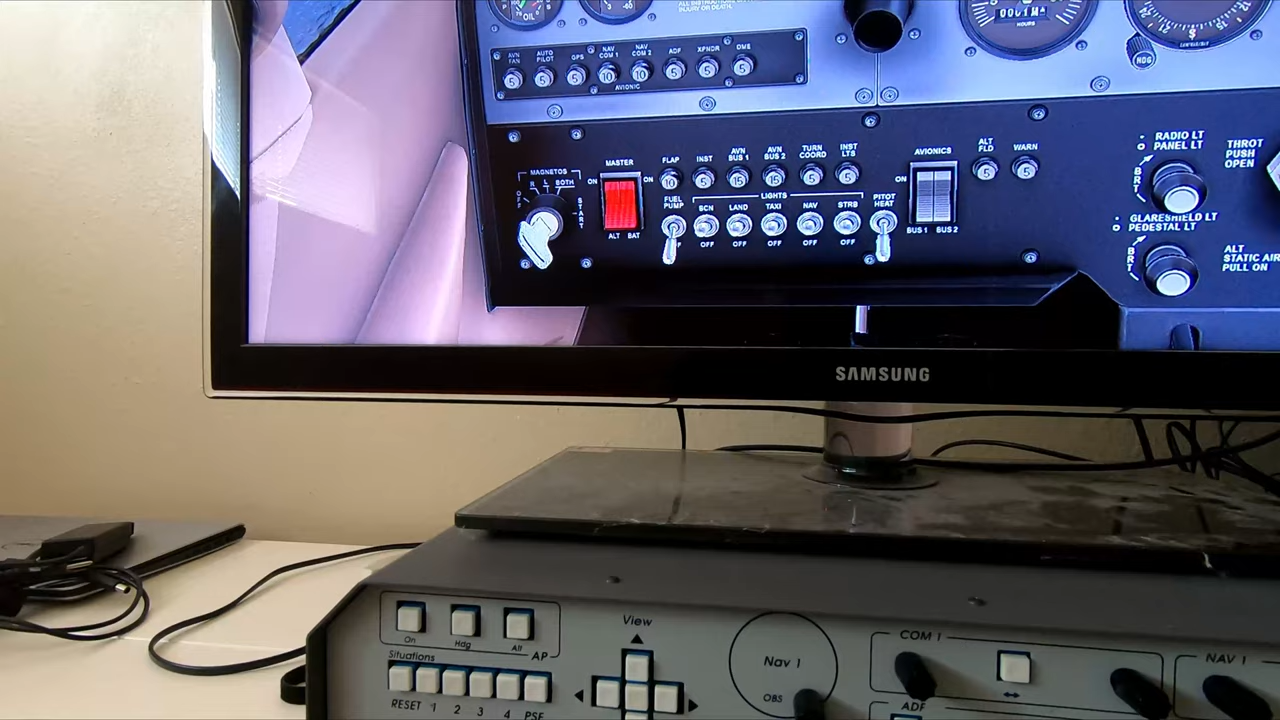 OIL
INJURY OR DEATH.
HOURS
HDG
AVN FAN
AUTO PILOT
GPS
NAV COM 1
NAV COM 2
ADF
XPNDR
DME
5 5 5 10 10 5 5 5
AVIONIC
MAGNETOS
OFF R L BOTH START
MASTER
ON
ALT BAT
ON
FLAP
INST
AVN BUS 1
AVN BUS 2
TURN COORD
INST LTS
10 5 15 15 5 5
FUEL PUMP
LIGHTS
BCN
LAND
TAXI
NAV
STRB
PITOT HEAT
OFF OFF OFF OFF OFF
AVIONICS
ON
BUS 1 BUS 2
ALT FLD
WARN
5 5
RADIO LT
PANEL LT
BRT
GLARESHIELD LT
PEDESTAL LT
BRT
THROT
PUSH
OPEN
ALT
STATIC AIR
PULL ON
SAMSUNG
On Hdg Alt
AP
Situations
RESET 1 2 3 4 PSE
View
Nav 1
OBS
COM 1
NAV 1
ADF